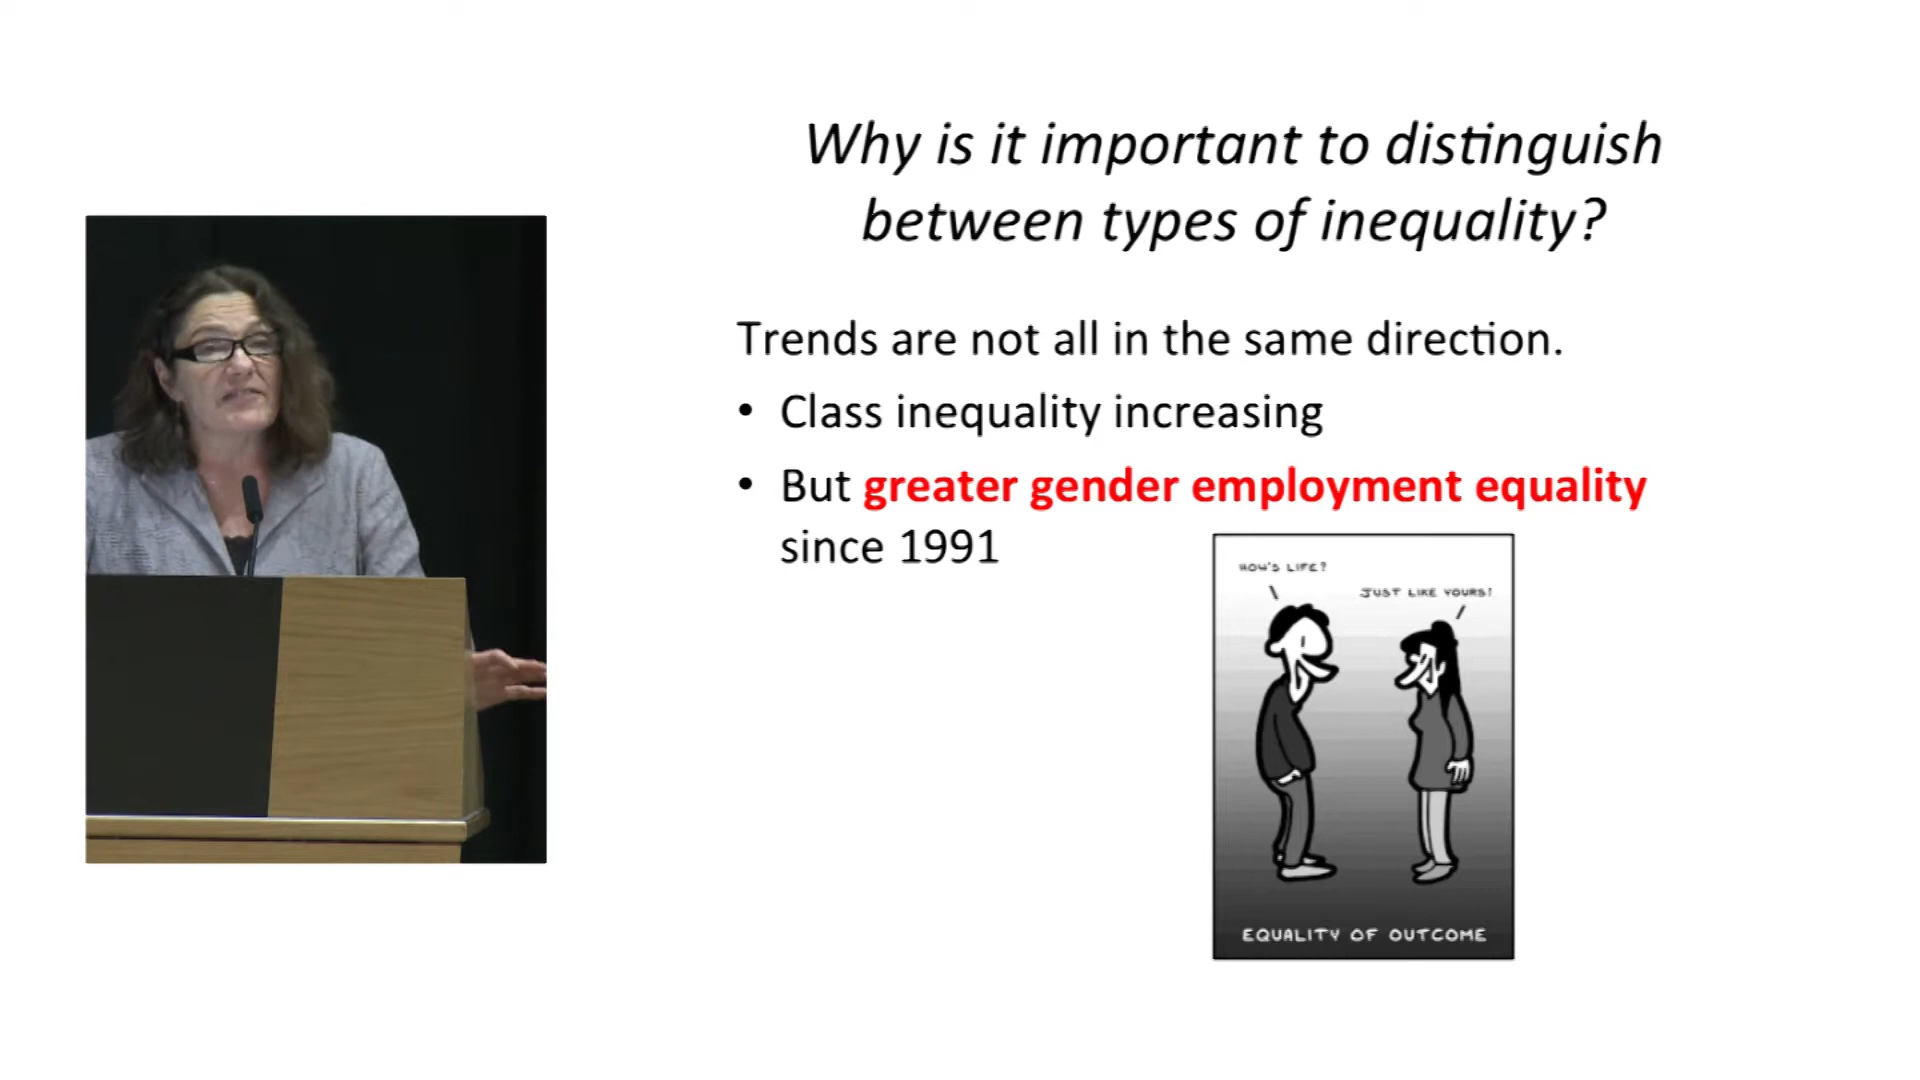 Why is it important to distinguish
between types of inequality?
Trends are not all in the same direction.
• Class inequality increasing
• But greater gender employment equality
since 1991
HOW'S LIFE?
JUST LIKE YOURS!
EQUALITY OF OUTCOME